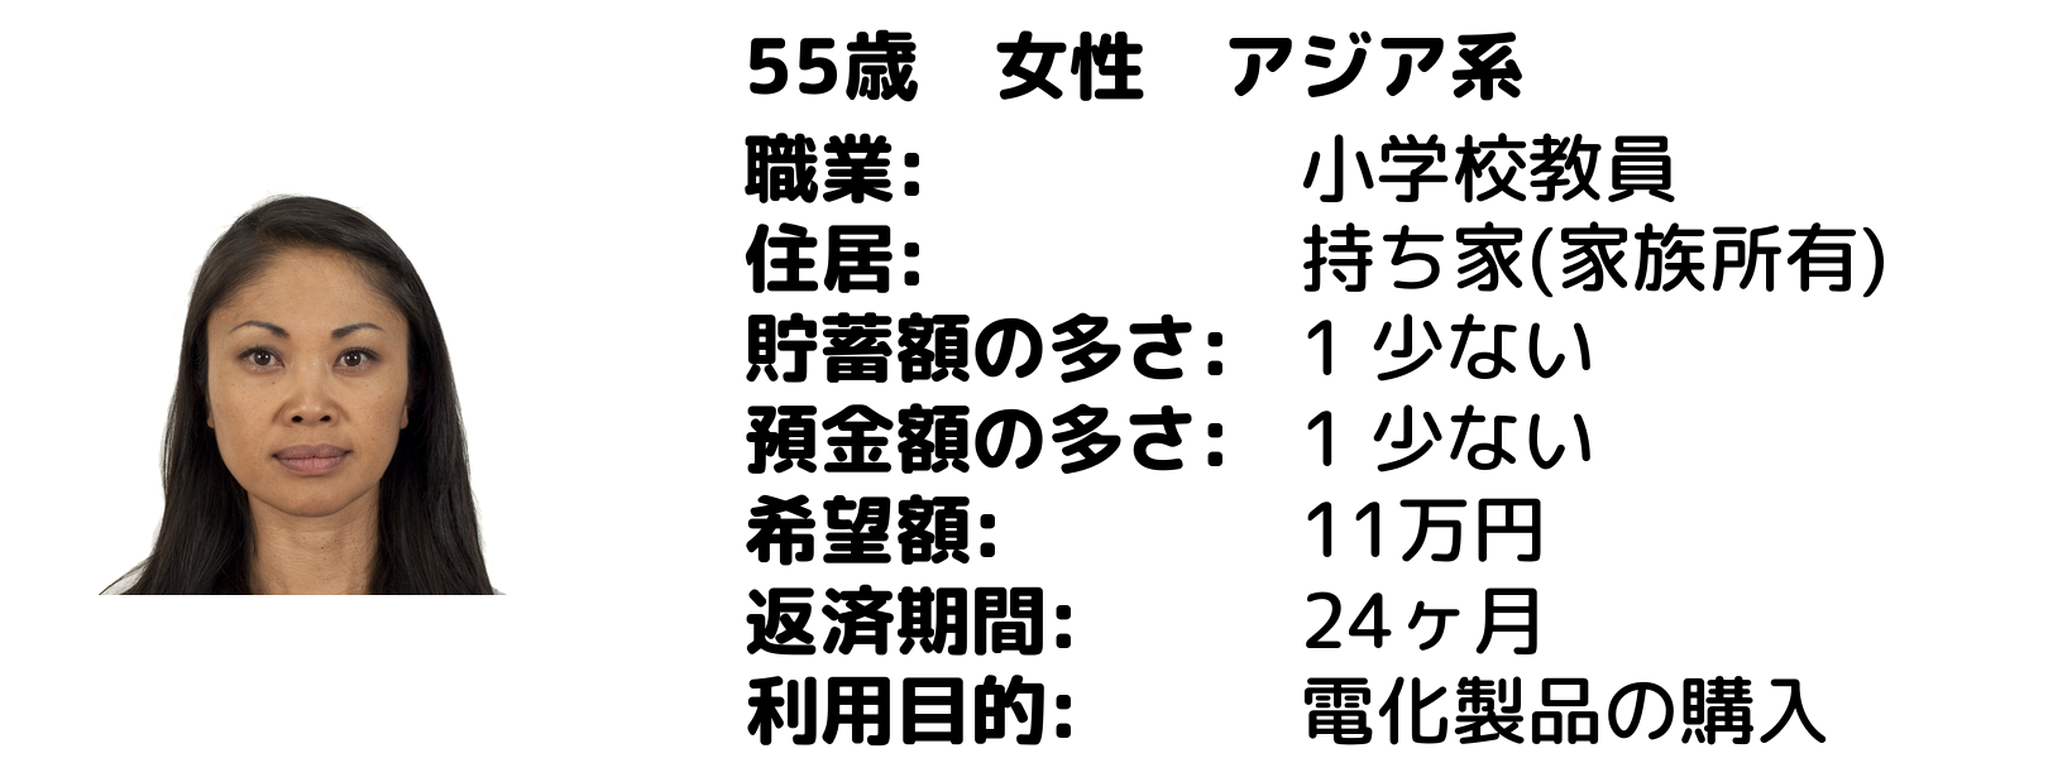 55歳　女性　アジア系
職業: 小学校教員
住居: 持ち家(家族所有)
貯蓄額の多さ: 1 少ない
預金額の多さ: 1 少ない
希望額: 11万円
返済期間: 24ヶ月
利用目的: 電化製品の購入